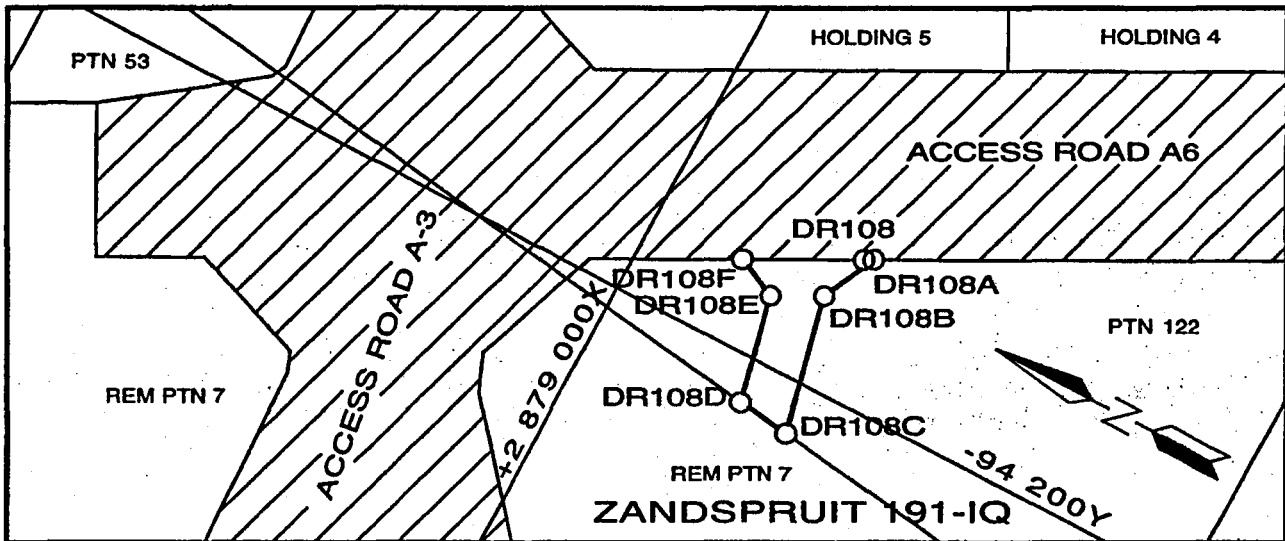 HOLDING 5
HOLDING 4
PTN 53
ACCESS ROAD A6
DR108
DR108F
DR108A
DR108E
DR108B
PTN 122
ACCESS ROAD A-3
+2 879 000X
REM PTN 7
DR108D
DR108C
N
-94 200Y
REM PTN 7
ZANDSPRUIT 191-IQ